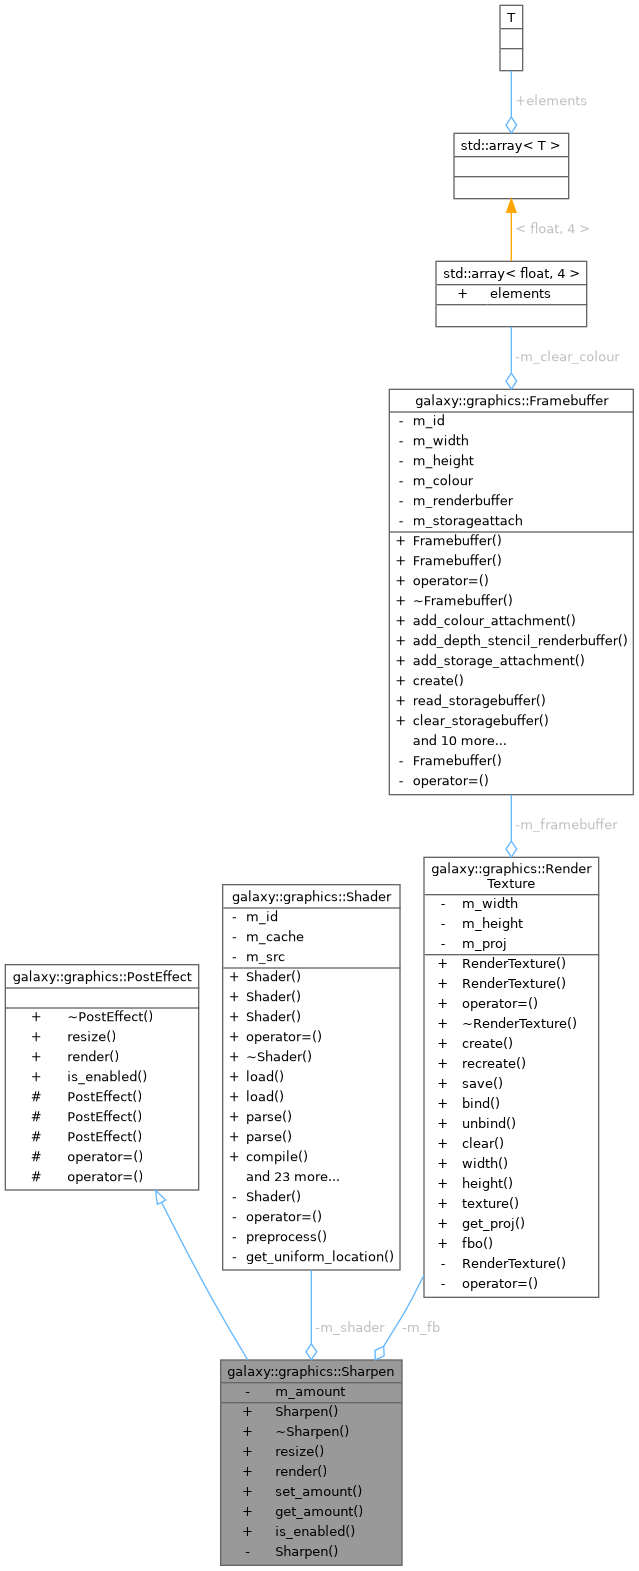 T
+elements
std::array< T >
< float, 4 >
std::array< float, 4 >
+ elements
-m_clear_colour
galaxy::graphics::Framebuffer
- m_id
- m_width
- m_height
- m_colour
- m_renderbuffer
- m_storageattach
+ Framebuffer()
+ Framebuffer()
+ operator=()
+ ~Framebuffer()
+ add_colour_attachment()
+ add_depth_stencil_renderbuffer()
+ add_storage_attachment()
+ create()
+ read_storagebuffer()
+ clear_storagebuffer()
and 10 more...
- Framebuffer()
- operator=()
-m_framebuffer
galaxy::graphics::Render
Texture
- m_width
- m_height
- m_proj
+ RenderTexture()
+ RenderTexture()
+ operator=()
+ ~RenderTexture()
+ create()
+ recreate()
+ save()
+ bind()
+ unbind()
+ clear()
+ width()
+ height()
+ texture()
+ get_proj()
+ fbo()
- RenderTexture()
- operator=()
galaxy::graphics::Shader
- m_id
- m_cache
- m_src
+ Shader()
+ Shader()
+ Shader()
+ operator=()
+ ~Shader()
+ load()
+ load()
+ parse()
+ parse()
+ compile()
and 23 more...
- Shader()
- operator=()
- preprocess()
- get_uniform_location()
galaxy::graphics::PostEffect
+ ~PostEffect()
+ resize()
+ render()
+ is_enabled()
# PostEffect()
# PostEffect()
# PostEffect()
# operator=()
# operator=()
-m_shader
-m_fb
galaxy::graphics::Sharpen
- m_amount
+ Sharpen()
+ ~Sharpen()
+ resize()
+ render()
+ set_amount()
+ get_amount()
+ is_enabled()
- Sharpen()